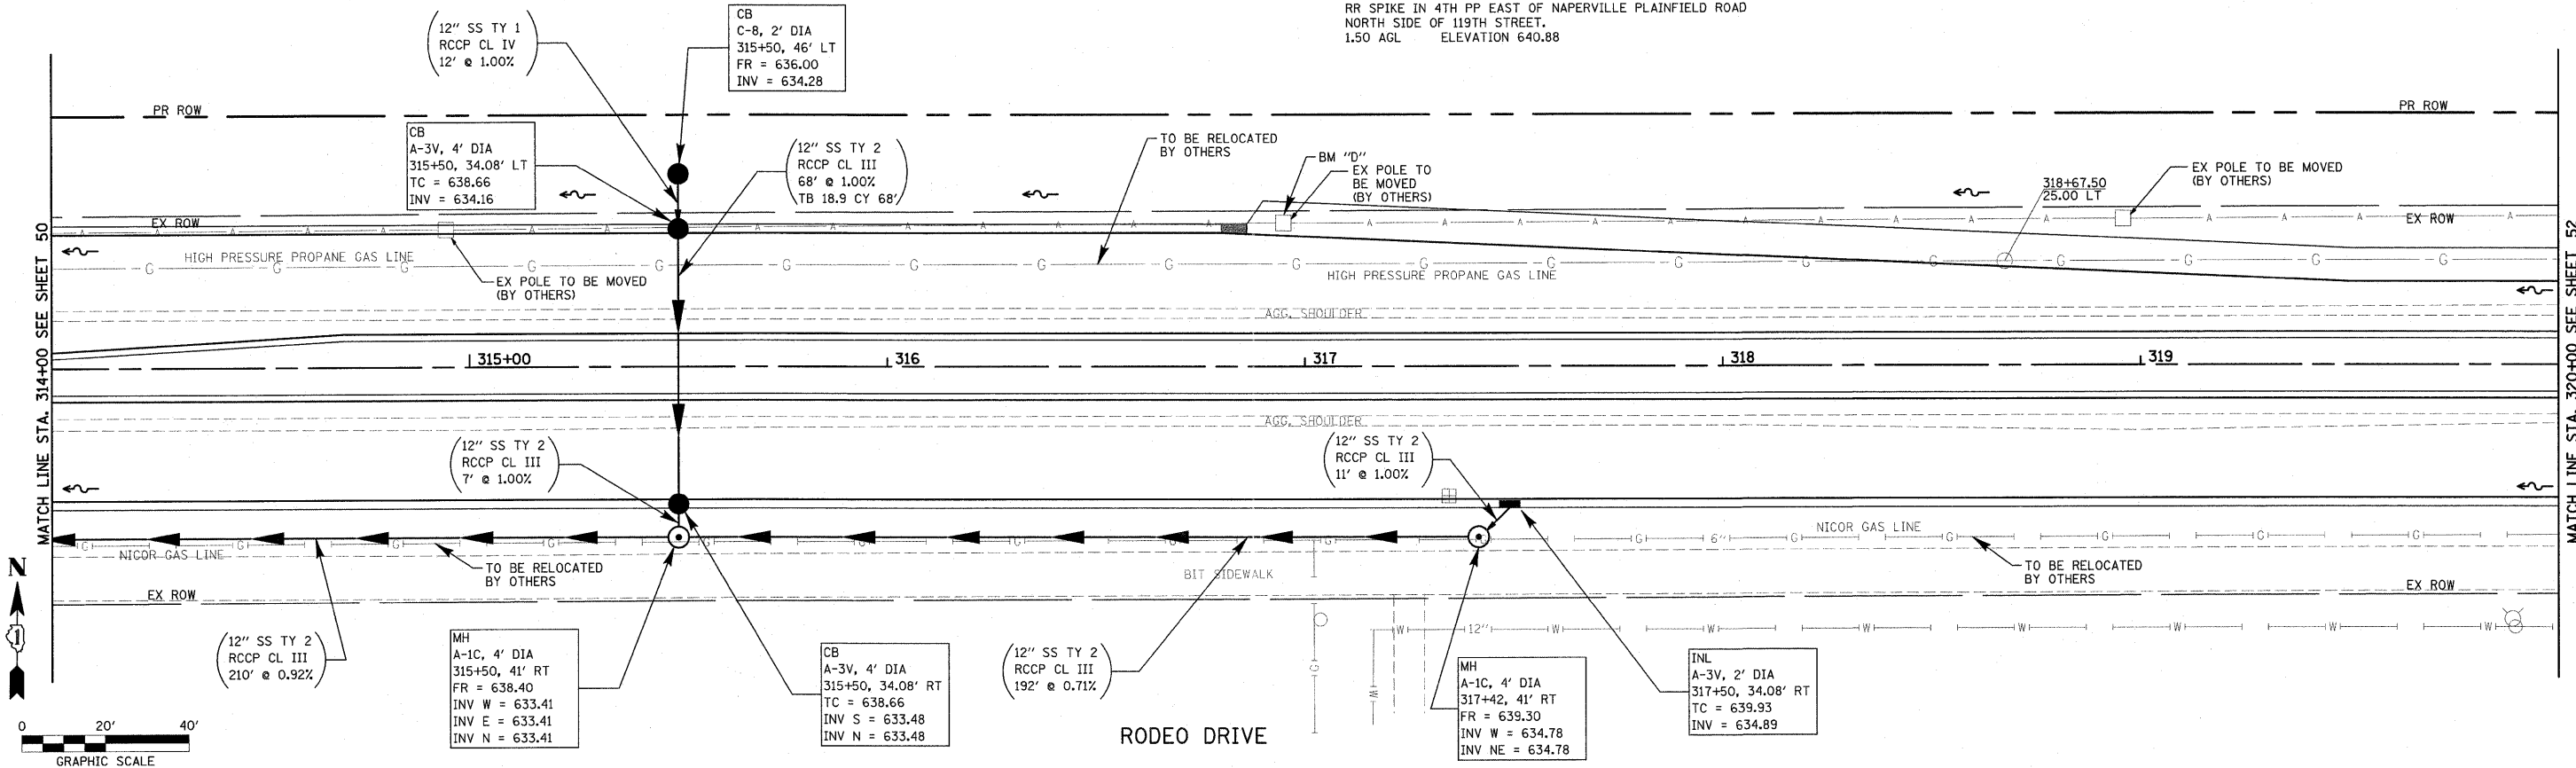 RR SPIKE IN 4TH PP EAST OF NAPERVILLE PLAINFIELD ROAD
NORTH SIDE OF 119TH STREET.
1.50 AGL ELEVATION 640.88
12" SS TY 1
RCCP CL IV
12' @ 1.00%
CB
C-8, 2' DIA
315+50, 46' LT
FR = 636.00
INV = 634.28
PR ROW
PR ROW
CB
A-3V, 4' DIA
315+50, 34.08' LT
TC = 638.66
INV = 634.16
12" SS TY 2
RCCP CL III
68' @ 1.00%
TB 18.9 CY 68'
TO BE RELOCATED
BY OTHERS
BM "D"
EX POLE TO
BE MOVED
(BY OTHERS)
318+67.50
25.00 LT
EX POLE TO BE MOVED
(BY OTHERS)
EX ROW
EX ROW
HIGH PRESSURE PROPANE GAS LINE
HIGH PRESSURE PROPANE GAS LINE
EX POLE TO BE MOVED
(BY OTHERS)
MATCH LINE STA. 314+00 SEE SHEET 50
MATCH LINE STA. 320+00 SEE SHEET 52
AGG. SHOULDER
315+00
316
317
318
319
AGG. SHOULDER
12" SS TY 2
RCCP CL III
7' @ 1.00%
12" SS TY 2
RCCP CL III
11' @ 1.00%
NICOR GAS LINE
NICOR GAS LINE
6"
TO BE RELOCATED
BY OTHERS
BIT SIDEWALK
TO BE RELOCATED
BY OTHERS
EX ROW
EX ROW
N
1
12" SS TY 2
RCCP CL III
210' @ 0.92%
MH
A-1C, 4' DIA
315+50, 41' RT
FR = 638.40
INV W = 633.41
INV E = 633.41
INV N = 633.41
CB
A-3V, 4' DIA
315+50, 34.08' RT
TC = 638.66
INV S = 633.48
INV N = 633.48
12" SS TY 2
RCCP CL III
192' @ 0.71%
W 12" W W W W W W W
MH
A-1C, 4' DIA
317+42, 41' RT
FR = 639.30
INV W = 634.78
INV NE = 634.78
INL
A-3V, 2' DIA
317+50, 34.08' RT
TC = 639.93
INV = 634.89
RODEO DRIVE
0 20' 40'
GRAPHIC SCALE